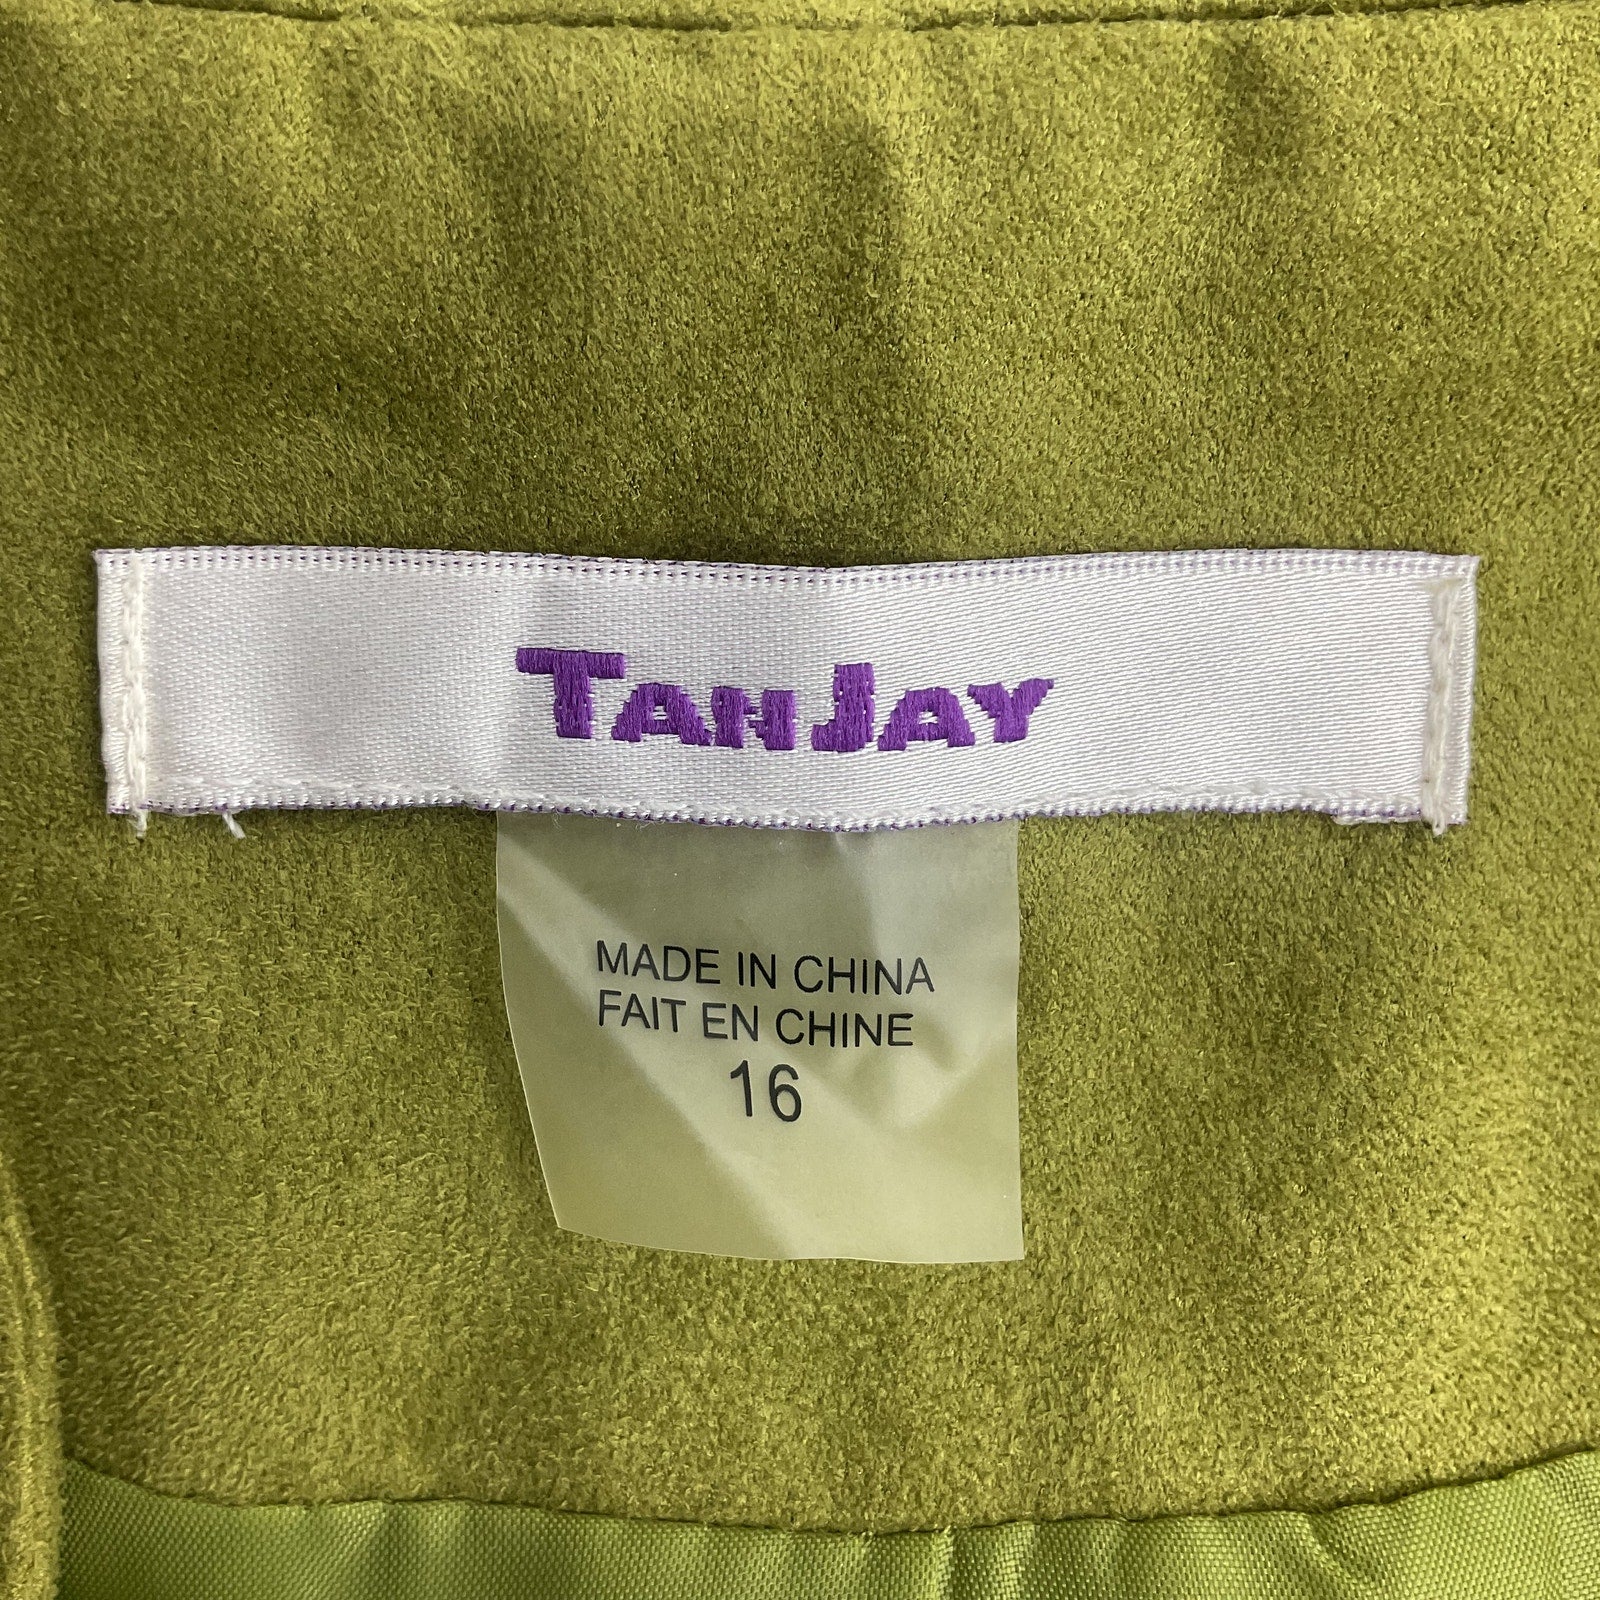 TANJAY
MADE IN CHINA
FAIT EN CHINE
16